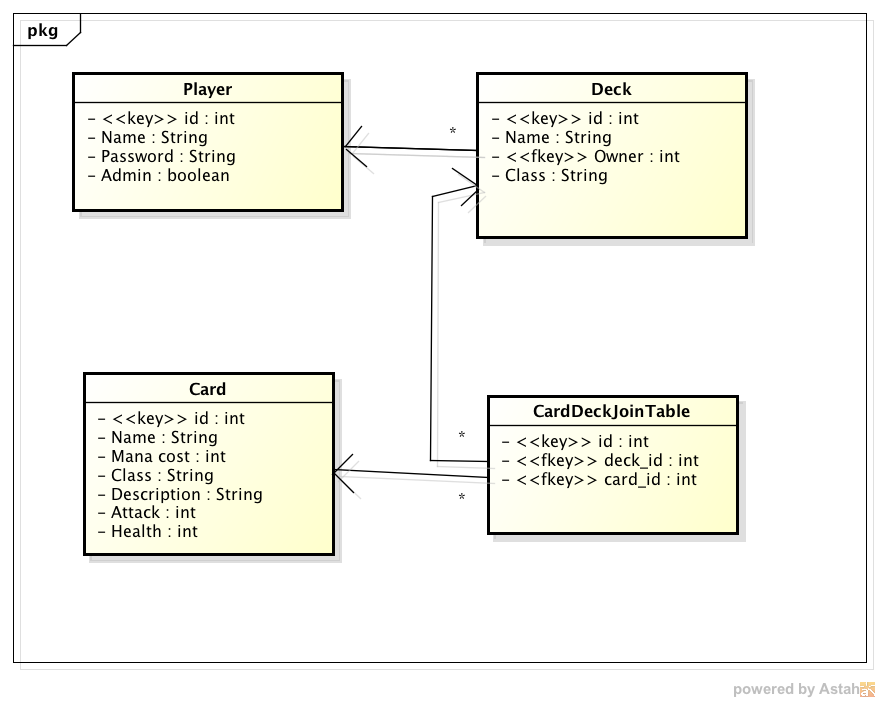 pkg
Player
- <<key>> id : int
- Name : String
- Password : String
- Admin : boolean
Deck
- <<key>> id : int
- Name : String
- <<fkey>> Owner : int
- Class : String
*
Card
- <<key>> id : int
- Name : String
- Mana cost : int
- Class : String
- Description : String
- Attack : int
- Health : int
CardDeckJoinTable
- <<key>> id : int
- <<fkey>> deck_id : int
- <<fkey>> card_id : int
*
*
powered by Astah